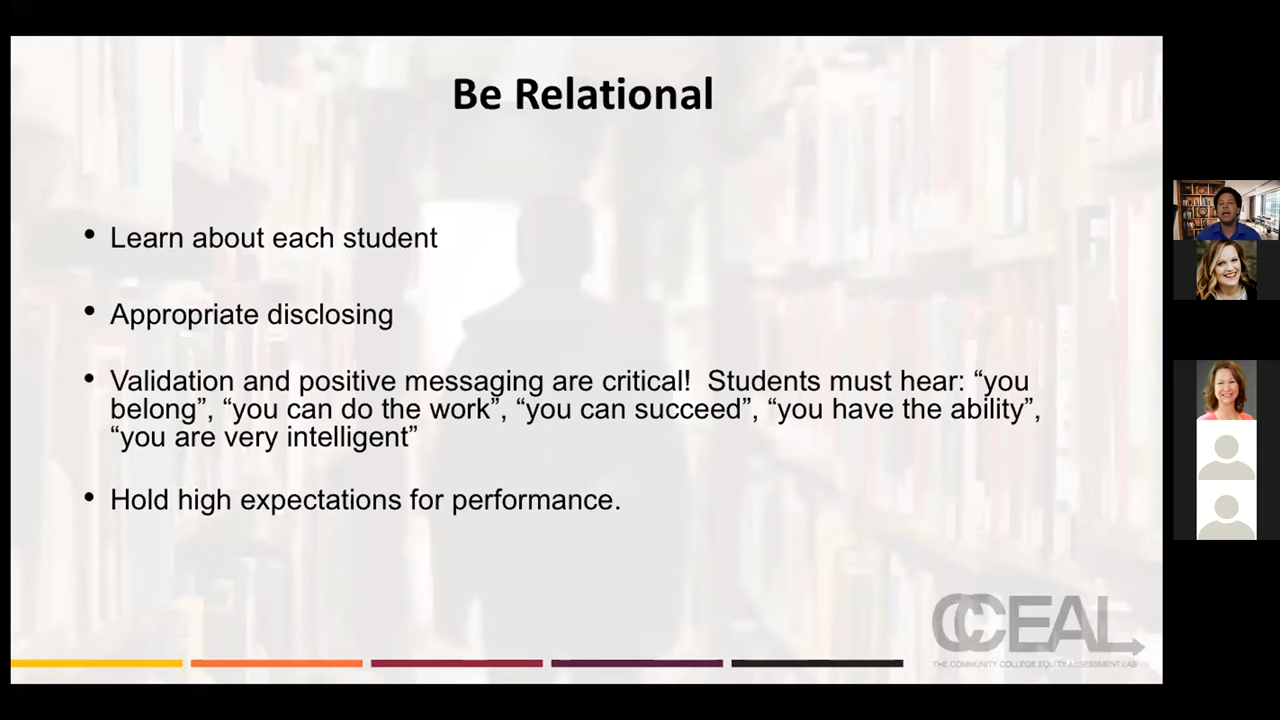 Be Relational
• Learn about each student
• Appropriate disclosing
• Validation and positive messaging are critical!  Students must hear: “you
belong”, “you can do the work”, “you can succeed”, “you have the ability”,
“you are very intelligent”
• Hold high expectations for performance.
CCEAL
THE COMMUNITY COLLEGE EQUITY ASSESSMENT LAB